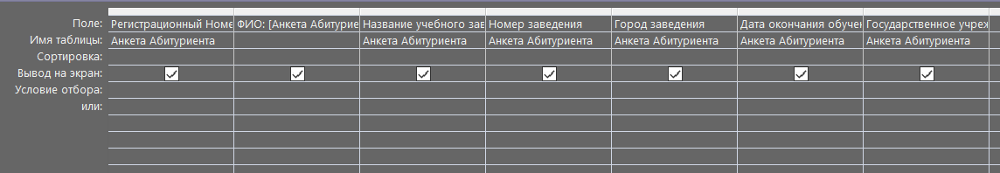 Поле: Регистрационный Номе ФИО: [Анкета Абитурие Название учебного зав Номер заведения Город заведения Дата окончания обучен Государственное учреж
Имя таблицы: Анкета Абитуриента Анкета Абитуриента Анкета Абитуриента Анкета Абитуриента Анкета Абитуриента Анкета Абитуриента
Сортировка:
Вывод на экран:
Условие отбора:
или: